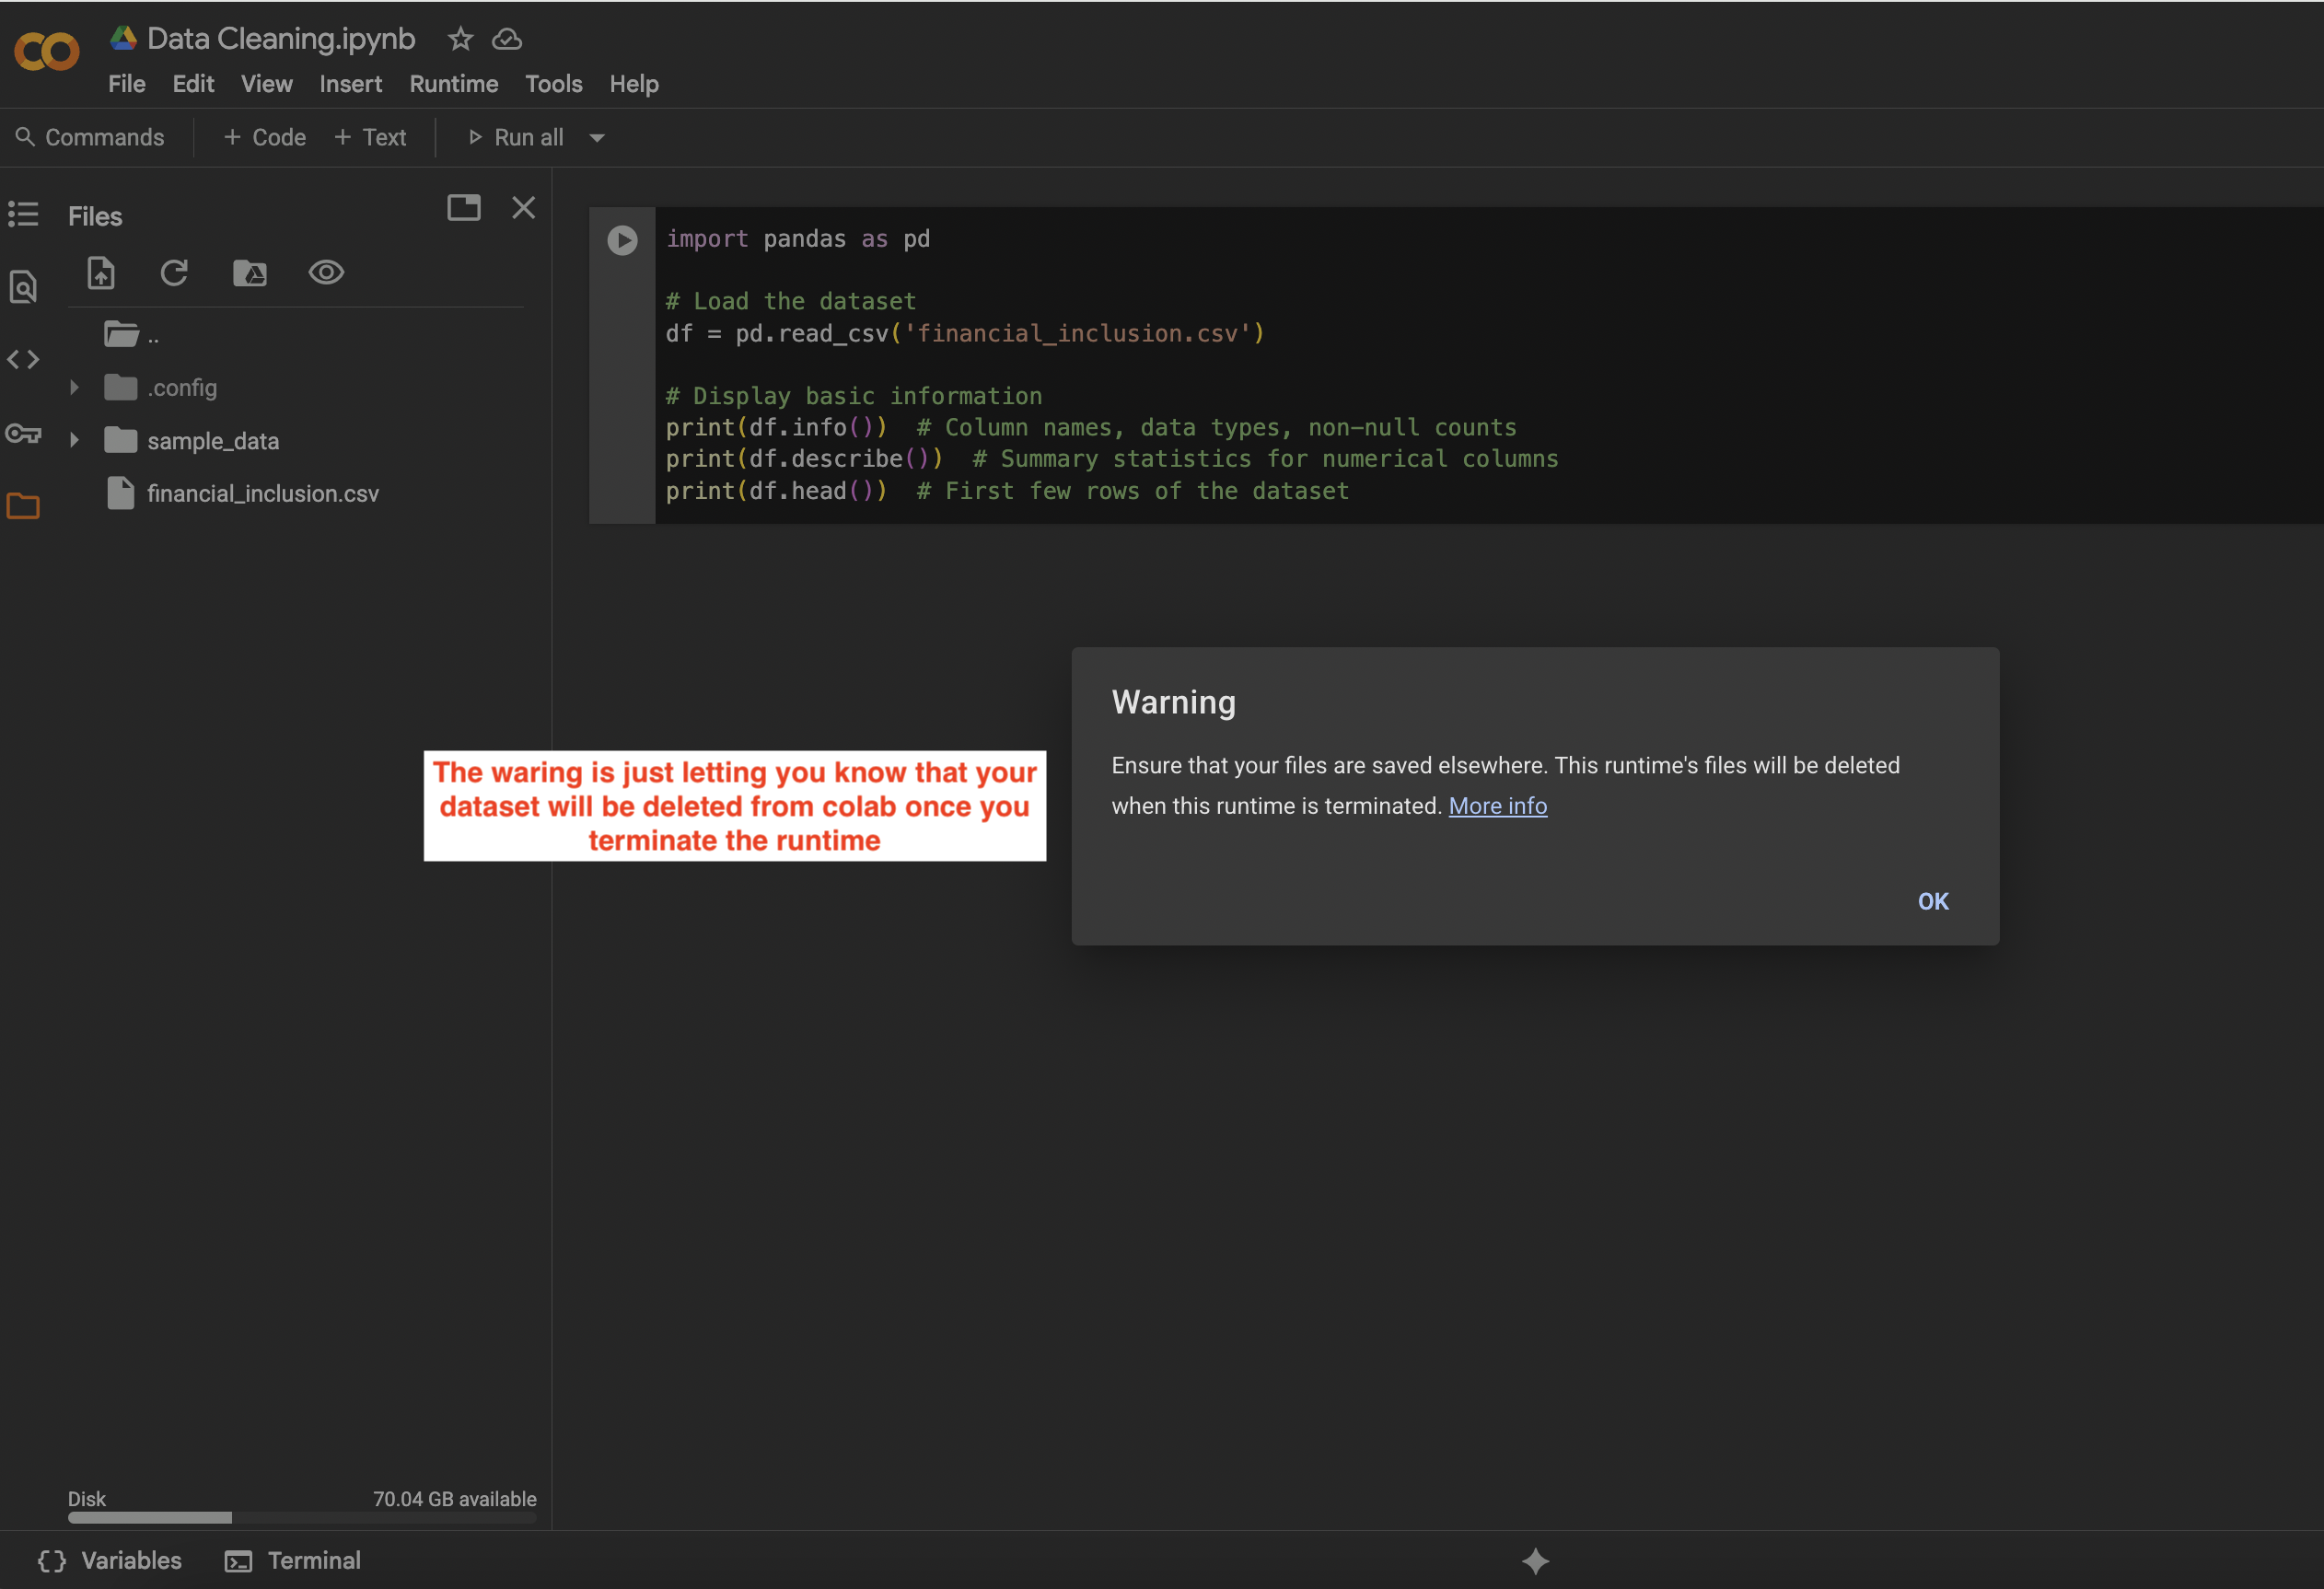 Data Cleaning.ipynb
File Edit View Insert Runtime Tools Help
Commands + Code + Text Run all
Files
..
.config
sample_data
financial_inclusion.csv
import pandas as pd
# Load the dataset
df = pd.read_csv('financial_inclusion.csv')
# Display basic information
print(df.info())  # Column names, data types, non-null counts
print(df.describe())  # Summary statistics for numerical columns
print(df.head())  # First few rows of the dataset
The waring is just letting you know that your
dataset will be deleted from colab once you
terminate the runtime
Warning
Ensure that your files are saved elsewhere. This runtime's files will be deleted
when this runtime is terminated. More info
OK
Disk 70.04 GB available
Variables Terminal